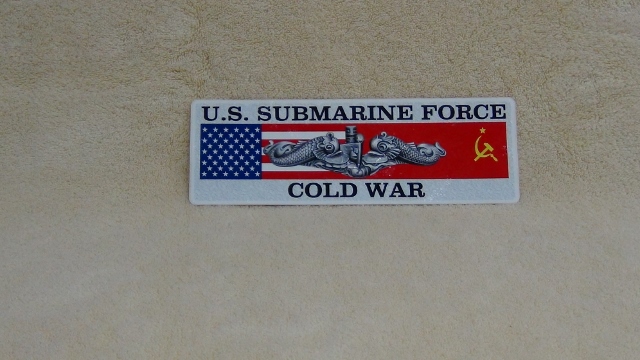 U.S. SUBMARINE FORCE
COLD WAR